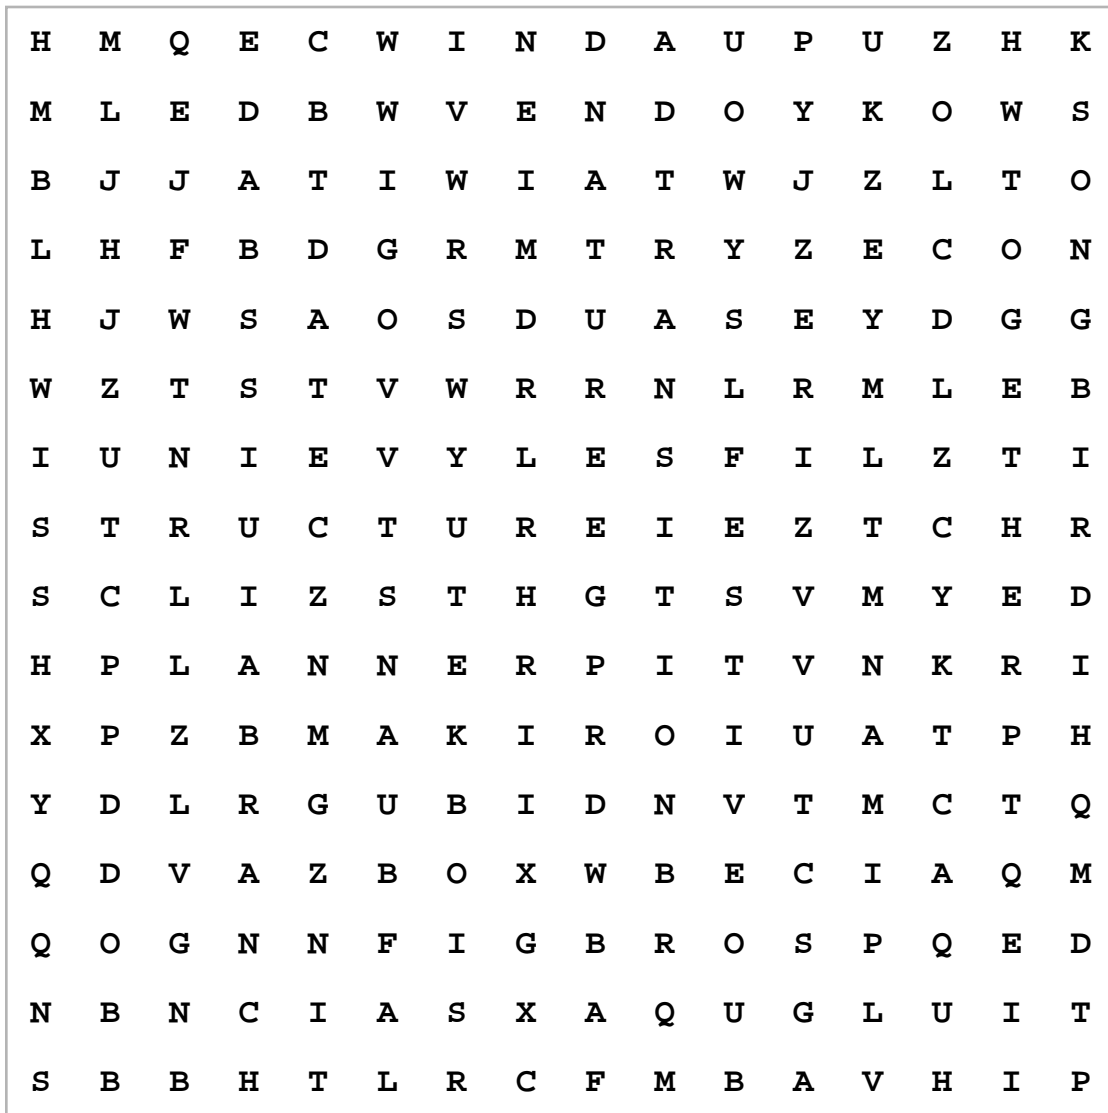 H M Q E C W I N D A U P U Z H K
M L E D B W V E N D O Y K O W S
B J J A T I W I A T W J Z L T O
L H F B D G R M T R Y Z E C O N
H J W S A O S D U A S E Y D G G
W Z T S T V W R R N L R M L E B
I U N I E V Y L E S F I L Z T I
S T R U C T U R E I E Z T C H R
S C L I Z S T H G T S V M Y E D
H P L A N N E R P I T V N K R I
X P Z B M A K I R O I U A T P H
Y D L R G U B I D N V T M C T Q
Q D V A Z B O X W B E C I A Q M
Q O G N N F I G B R O S P Q E D
N B N C I A S X A Q U G L U I T
S B B H T L R C F M B A V H I P